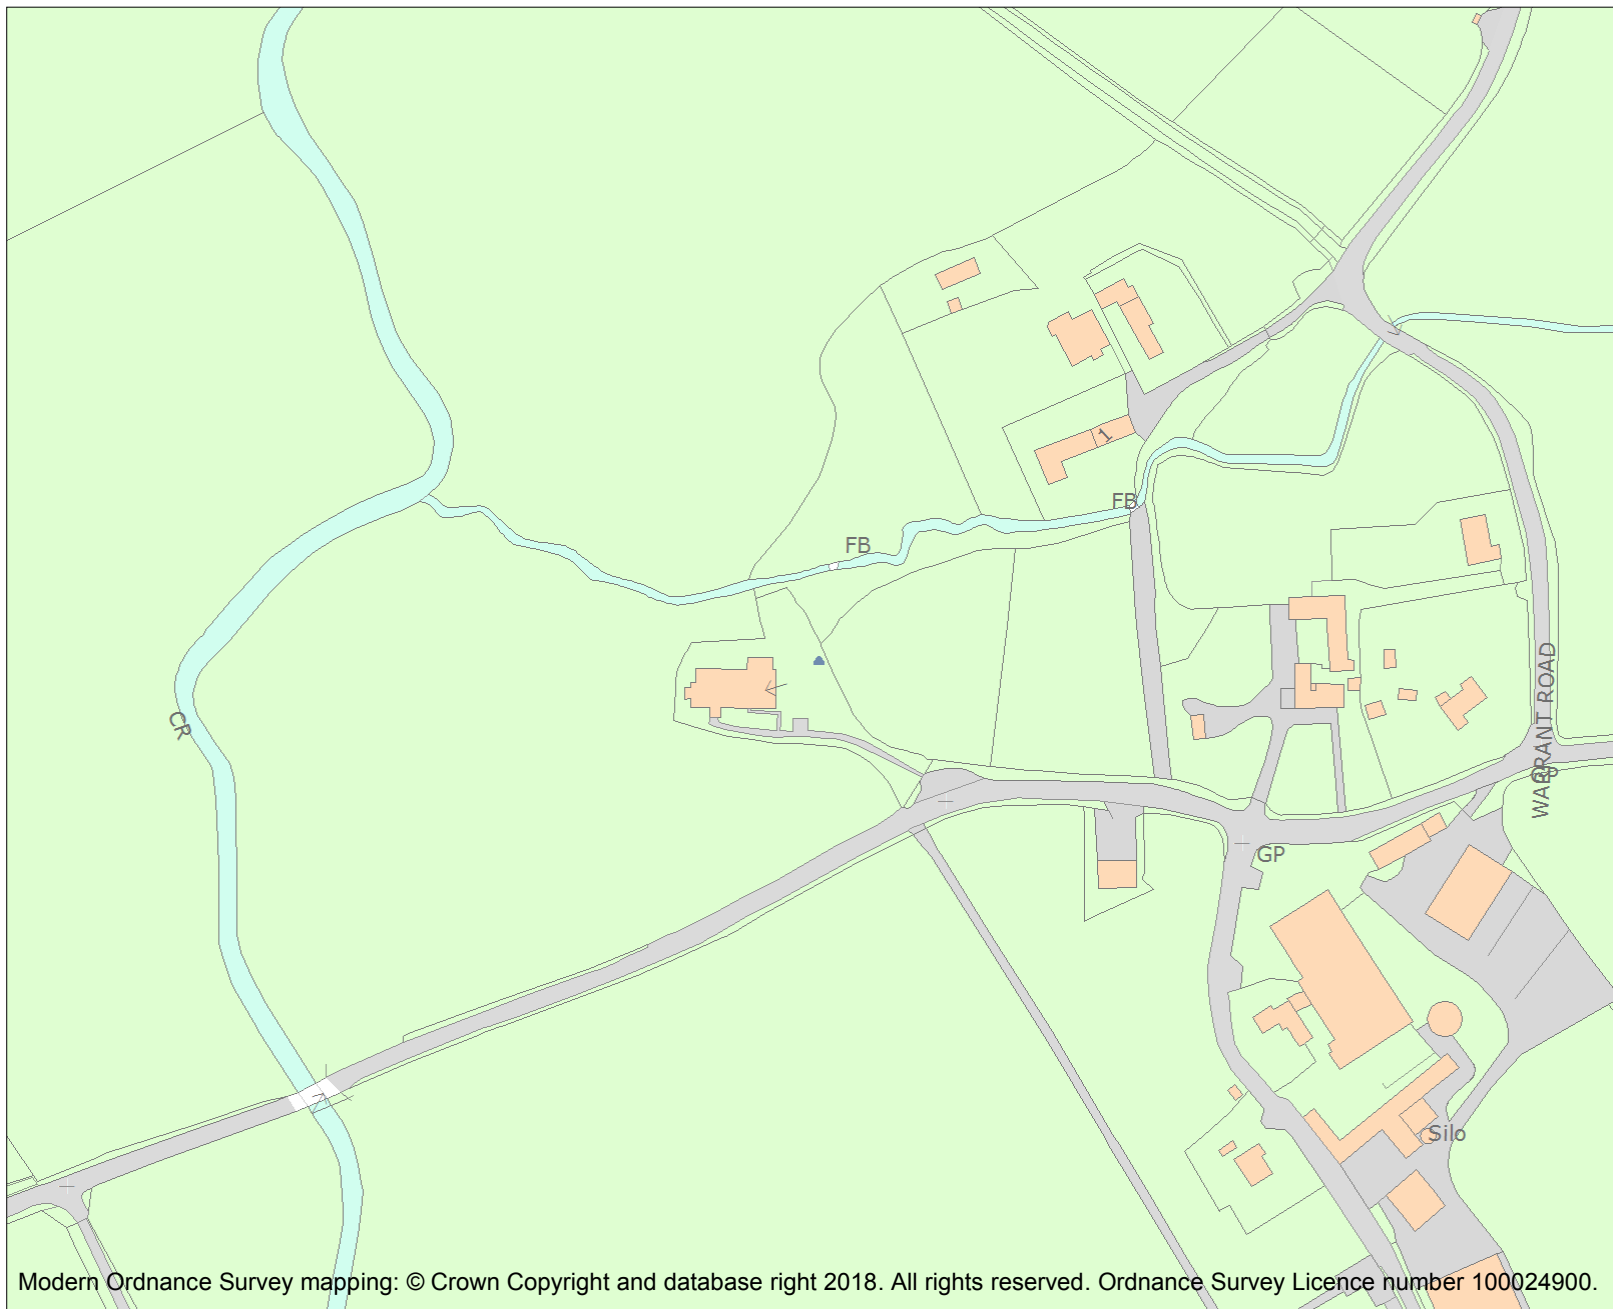 1
FB
FB
WARRANT ROAD
CR
GP
GP
Silo
Modern Ordnance Survey mapping: © Crown Copyright and database right 2018. All rights reserved. Ordnance Survey Licence number 100024900.